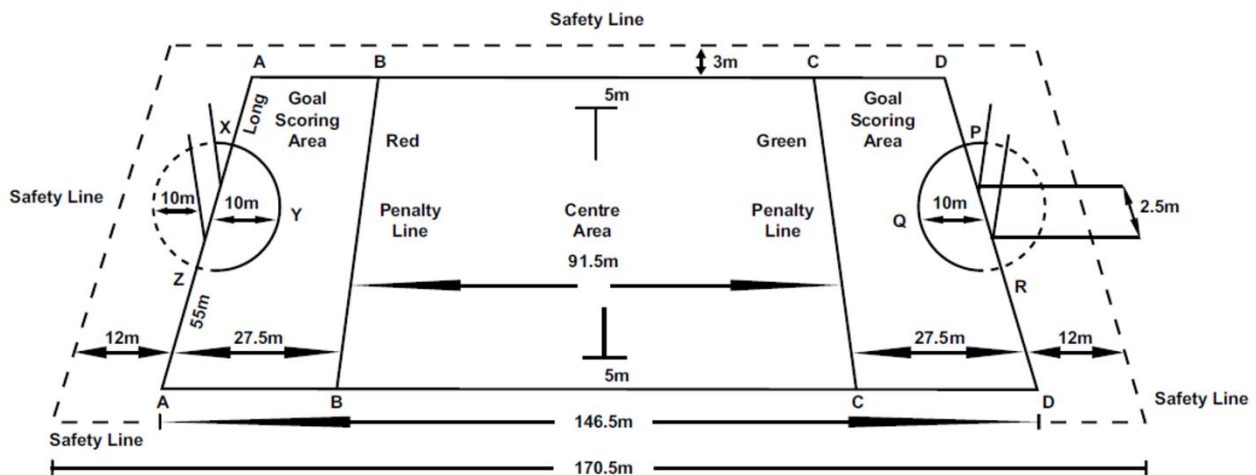 Safety Line
A
B
3m
C
D
Long
Goal
Scoring
Area
5m
Goal
Scoring
Area
X
Red
Green
P
Safety Line
10m
10m
Y
Penalty
Line
Centre
Area
Penalty
Line
Q
10m
2.5m
91.5m
Z
R
55m
12m
27.5m
27.5m
12m
5m
A
B
C
D
Safety Line
146.5m
Safety Line
170.5m